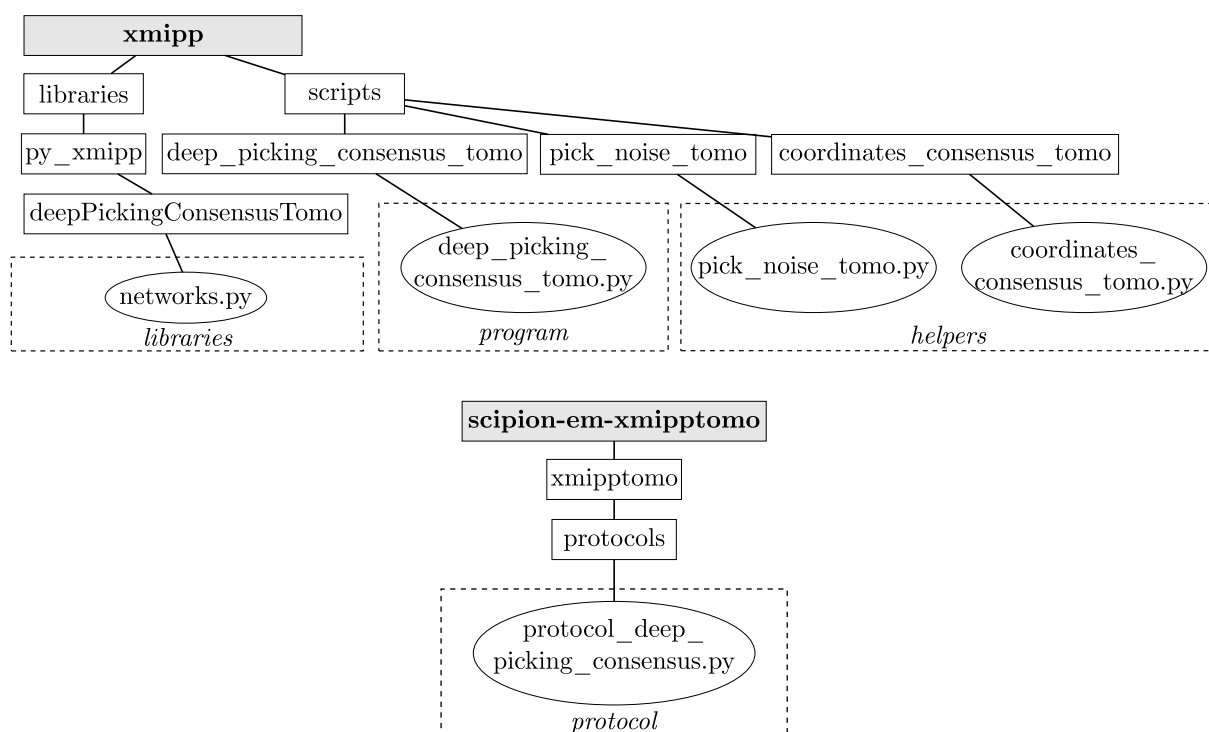 xmipp
libraries
scripts
py_xmipp
deep_picking_consensus_tomo
pick_noise_tomo
coordinates_consensus_tomo
deepPickingConsensusTomo
deep_picking_
consensus_tomo.py
pick_noise_tomo.py
coordinates_
consensus_tomo.py
networks.py
libraries
program
helpers
scipion-em-xmipptomo
xmipptomo
protocols
protocol_deep_
picking_consensus.py
protocol